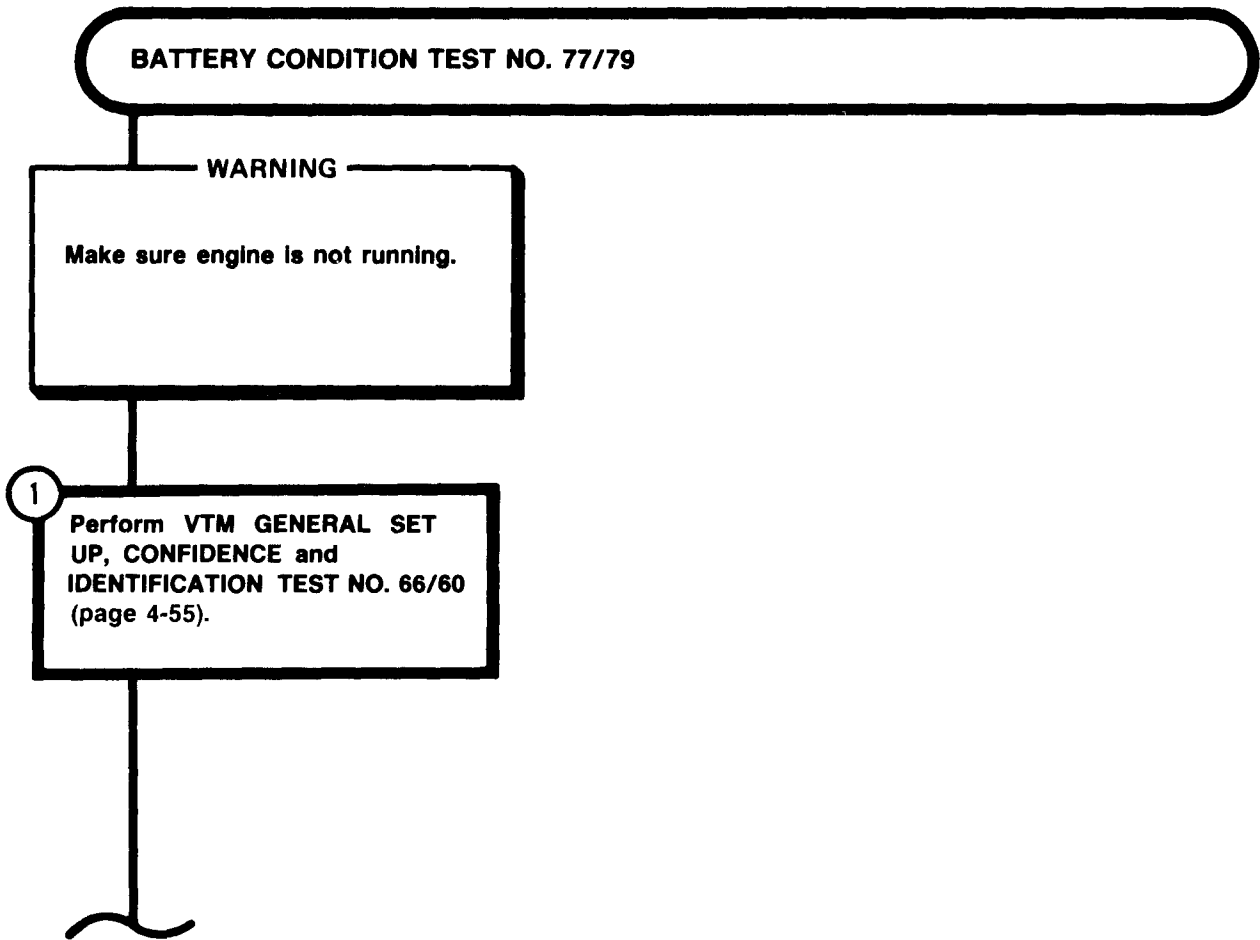 BATTERY CONDITION TEST NO. 77/79
WARNING
Make sure engine is not running.
1
Perform VTM GENERAL SET
UP, CONFIDENCE and
IDENTIFICATION TEST NO. 66/60
(page 4-55).